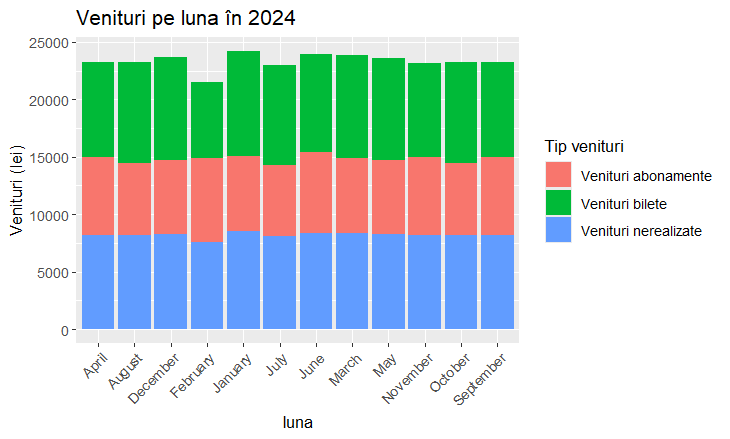 Venituri pe luna în 2024
Venituri (lei)
25000
20000
15000
10000
5000
0
April
August
December
February
January
July
June
March
May
November
October
September
luna
Tip venituri
Venituri abonamente
Venituri bilete
Venituri nerealizate